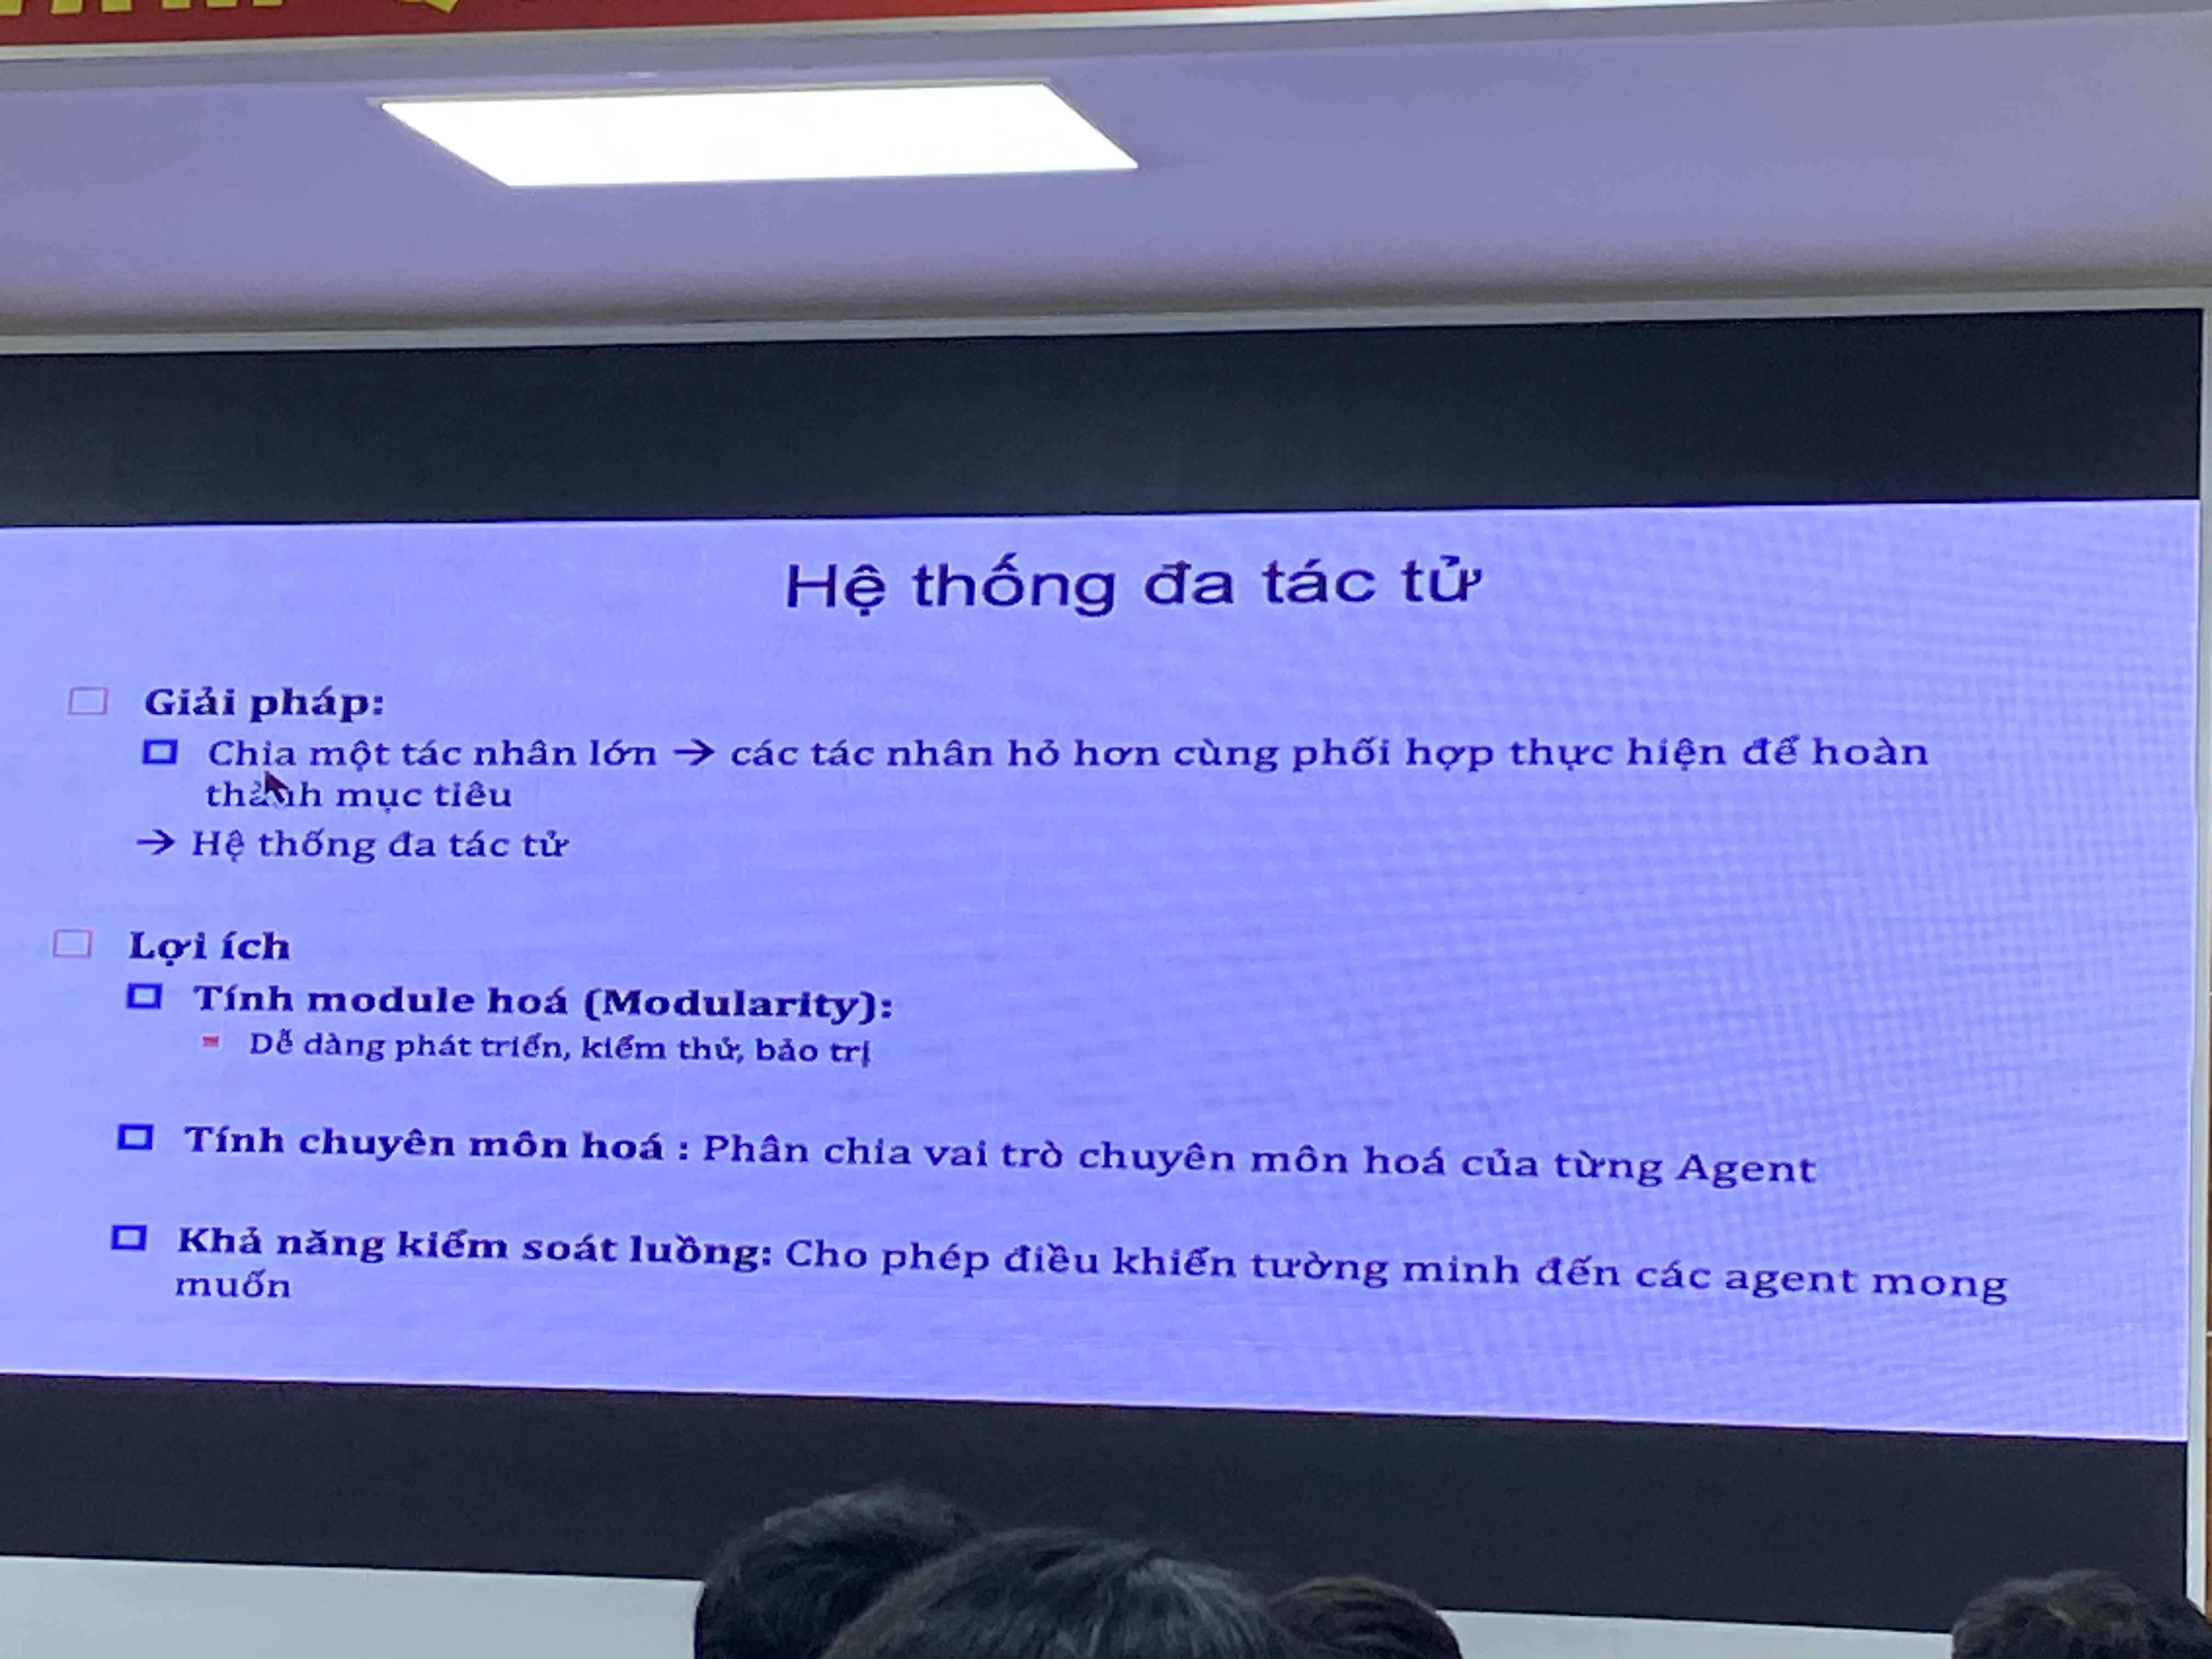 Hệ thống đa tác tử
Giải pháp:
Chia một tác nhân lớn → các tác nhân hỏ hơn cùng phối hợp thực hiện để hoàn
thành mục tiêu
→ Hệ thống đa tác tử
Lợi ích
Tính module hoá (Modularity):
Dễ dàng phát triển, kiểm thử, bảo trị
Tính chuyên môn hoá : Phân chia vai trò chuyên môn hoá của từng Agent
Khả năng kiểm soát luồng: Cho phép điều khiển tường minh đến các agent mong
muốn